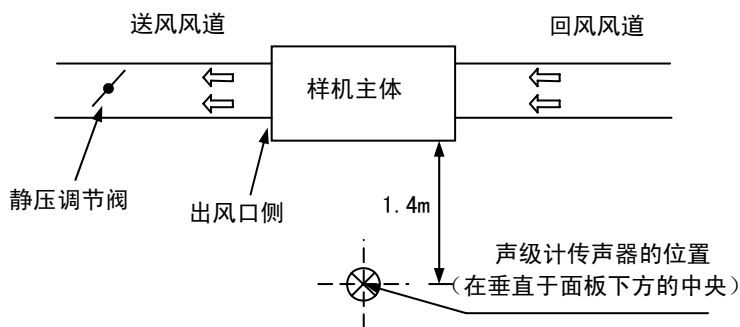 送风风道
回风风道
样机主体
静压调节阀
出风口侧
1.4m
声级计传声器的位置
（在垂直于面板下方的中央）